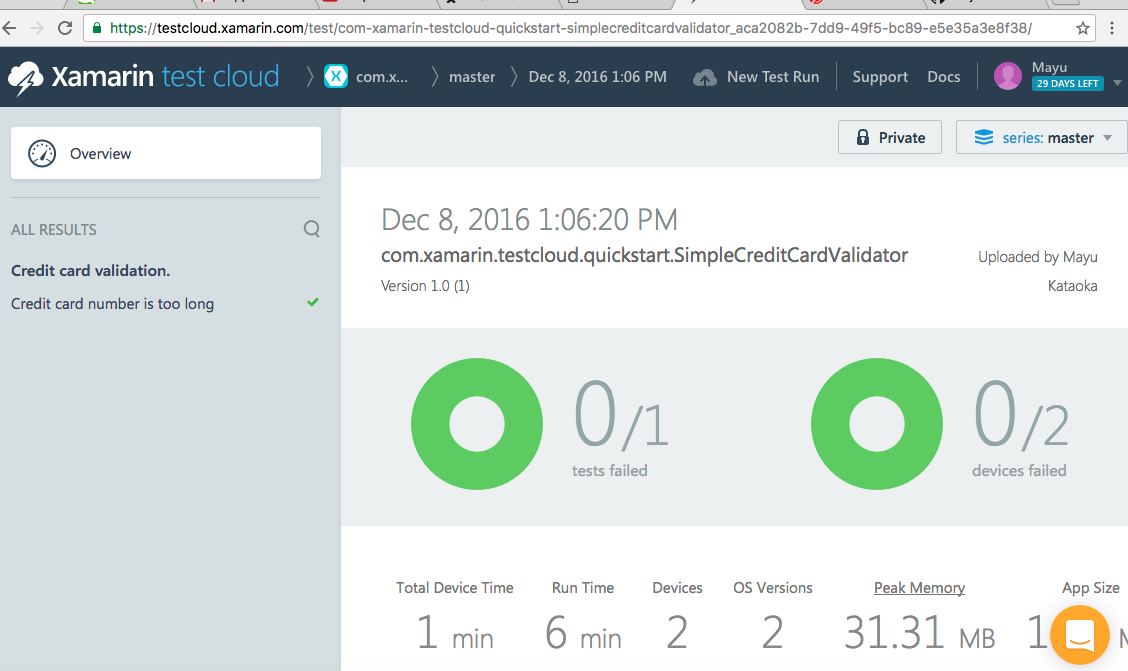 https://testcloud.xamarin.com/test/com-xamarin-testcloud-quickstart-simplecreditcardvalidator_aca2082b-7dd9-49f5-bc89-e5e35a3e8f38/
Xamarin test cloud
com.x...
master
Dec 8, 2016 1:06 PM
New Test Run
Support
Docs
Mayu
29 DAYS LEFT
Overview
Private
series: master
ALL RESULTS
Credit card validation.
Credit card number is too long
Dec 8, 2016 1:06:20 PM
com.xamarin.testcloud.quickstart.SimpleCreditCardValidator
Version 1.0 (1)
Uploaded by Mayu
Kataoka
0/1
tests failed
0/2
devices failed
Total Device Time
1 min
Run Time
6 min
Devices
2
OS Versions
2
Peak Memory
31.31 MB
App Size